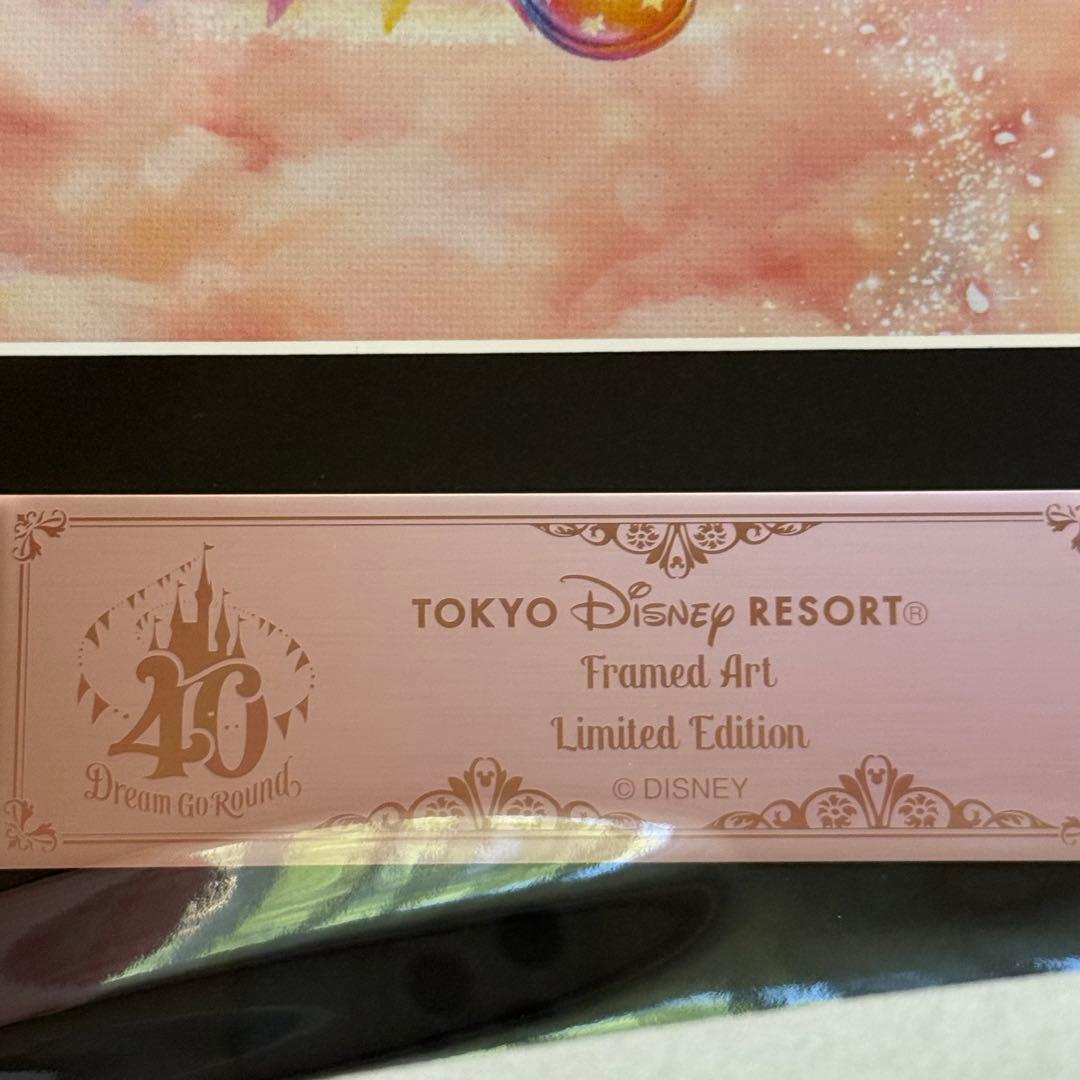 40
Dream Go Round
TOKYO Disney RESORT®
Framed Art
Limited Edition
© DISNEY